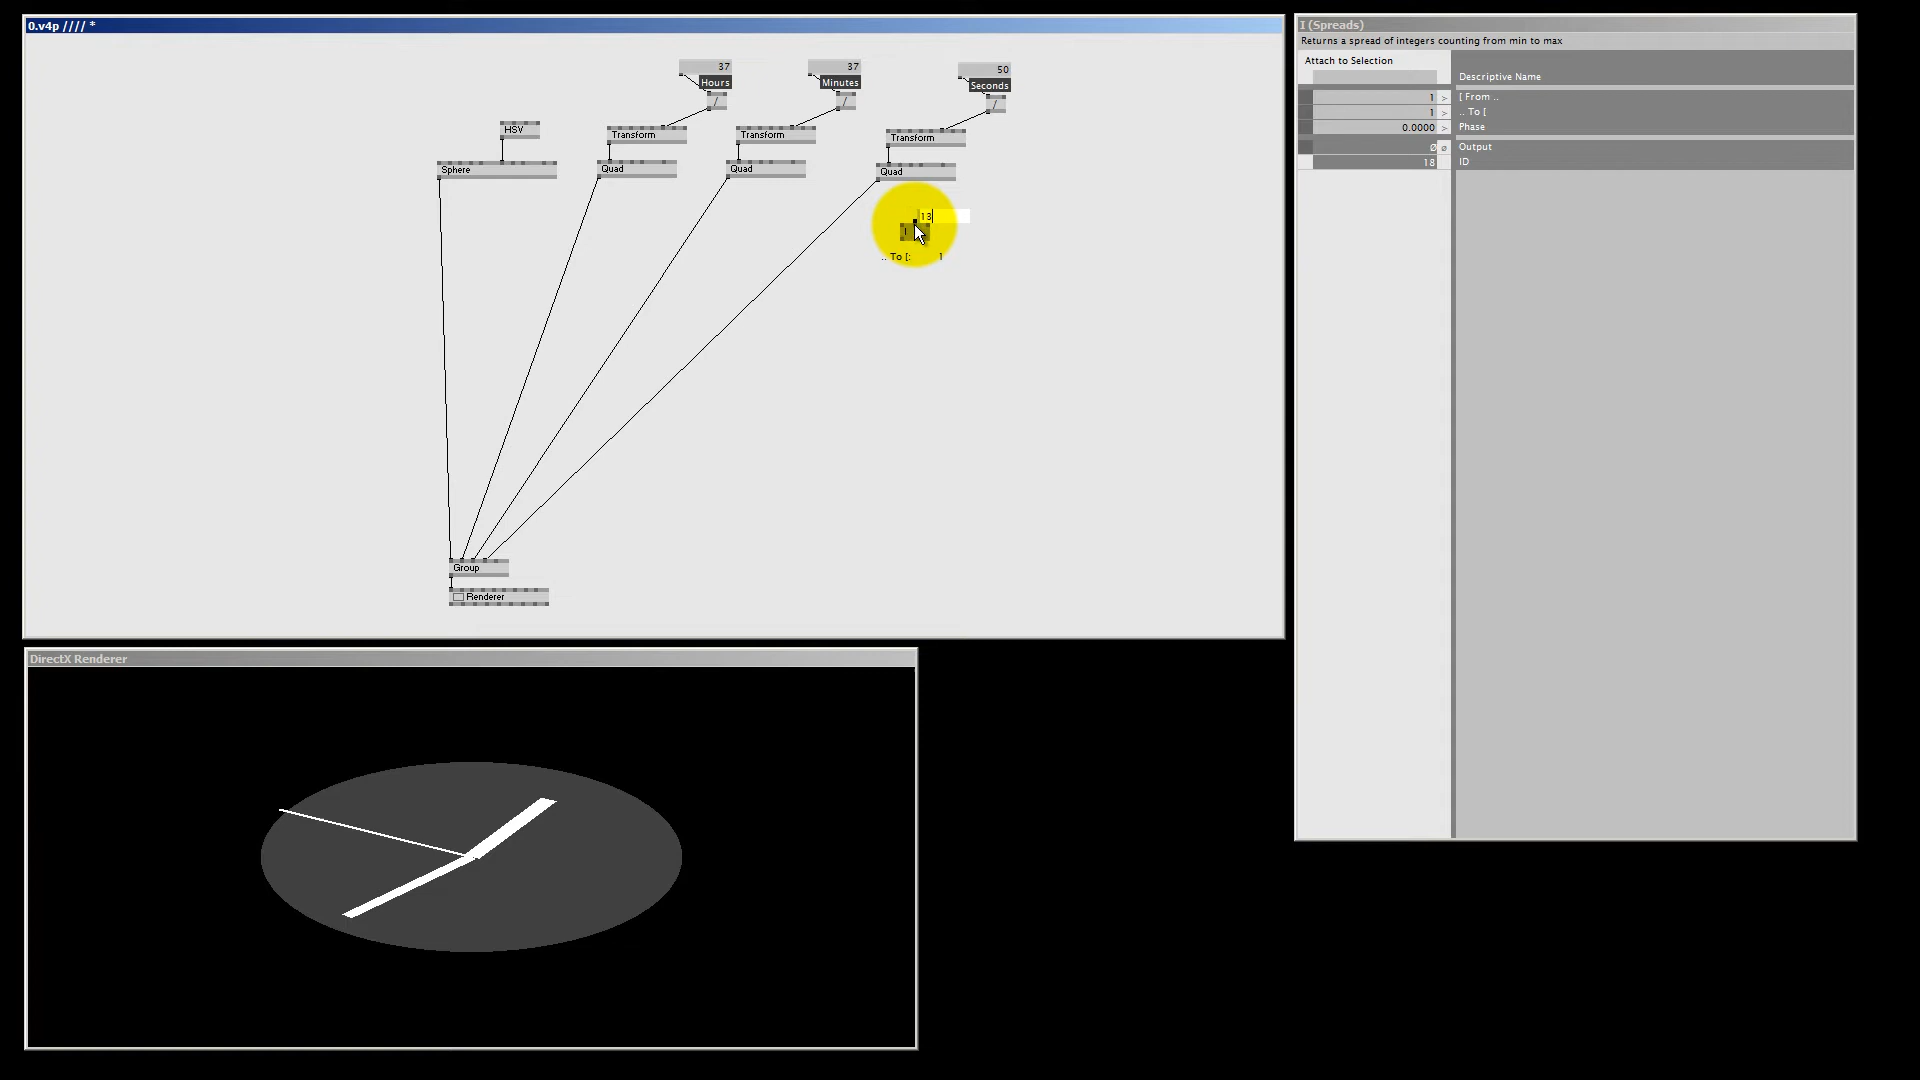 0.v4p //// *
37
Hours
/
37
Minutes
/
50
Seconds
/
HSV
Transform
Transform
Transform
Sphere
Quad
Quad
Quad
13
I
.. To [: 1
Group
Renderer
DirectX Renderer
I (Spreads)
Returns a spread of integers counting from min to max
Attach to Selection
Descriptive Name
1 > [ From ..
1 > .. To [
0.0000 > Phase
Ø ø Output
18 ID